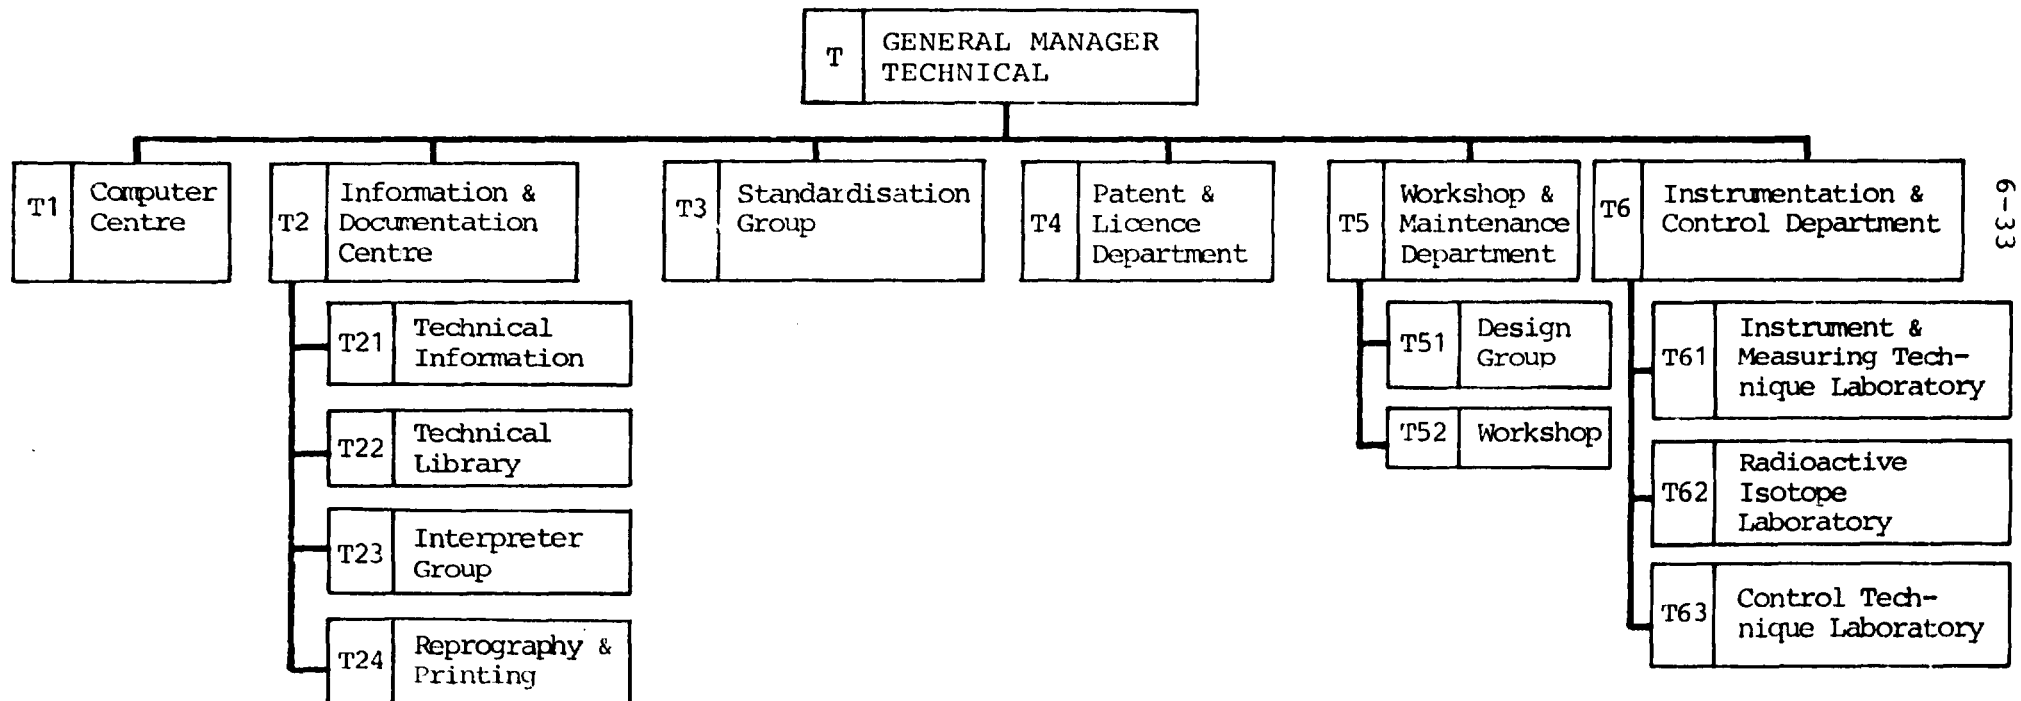 T
GENERAL MANAGER
TECHNICAL
T1
Computer
Centre
T2
Information &
Documentation
Centre
T3
Standardisation
Group
T4
Patent &
Licence
Department
T5
Workshop &
Maintenance
Department
T6
Instrumentation &
Control Department
6-33
T21
Technical
Information
T22
Technical
Library
T23
Interpreter
Group
T24
Reprography &
Printing
T51
Design
Group
T52
Workshop
T61
Instrument &
Measuring Tech-
nique Laboratory
T62
Radioactive
Isotope
Laboratory
T63
Control Tech-
nique Laboratory